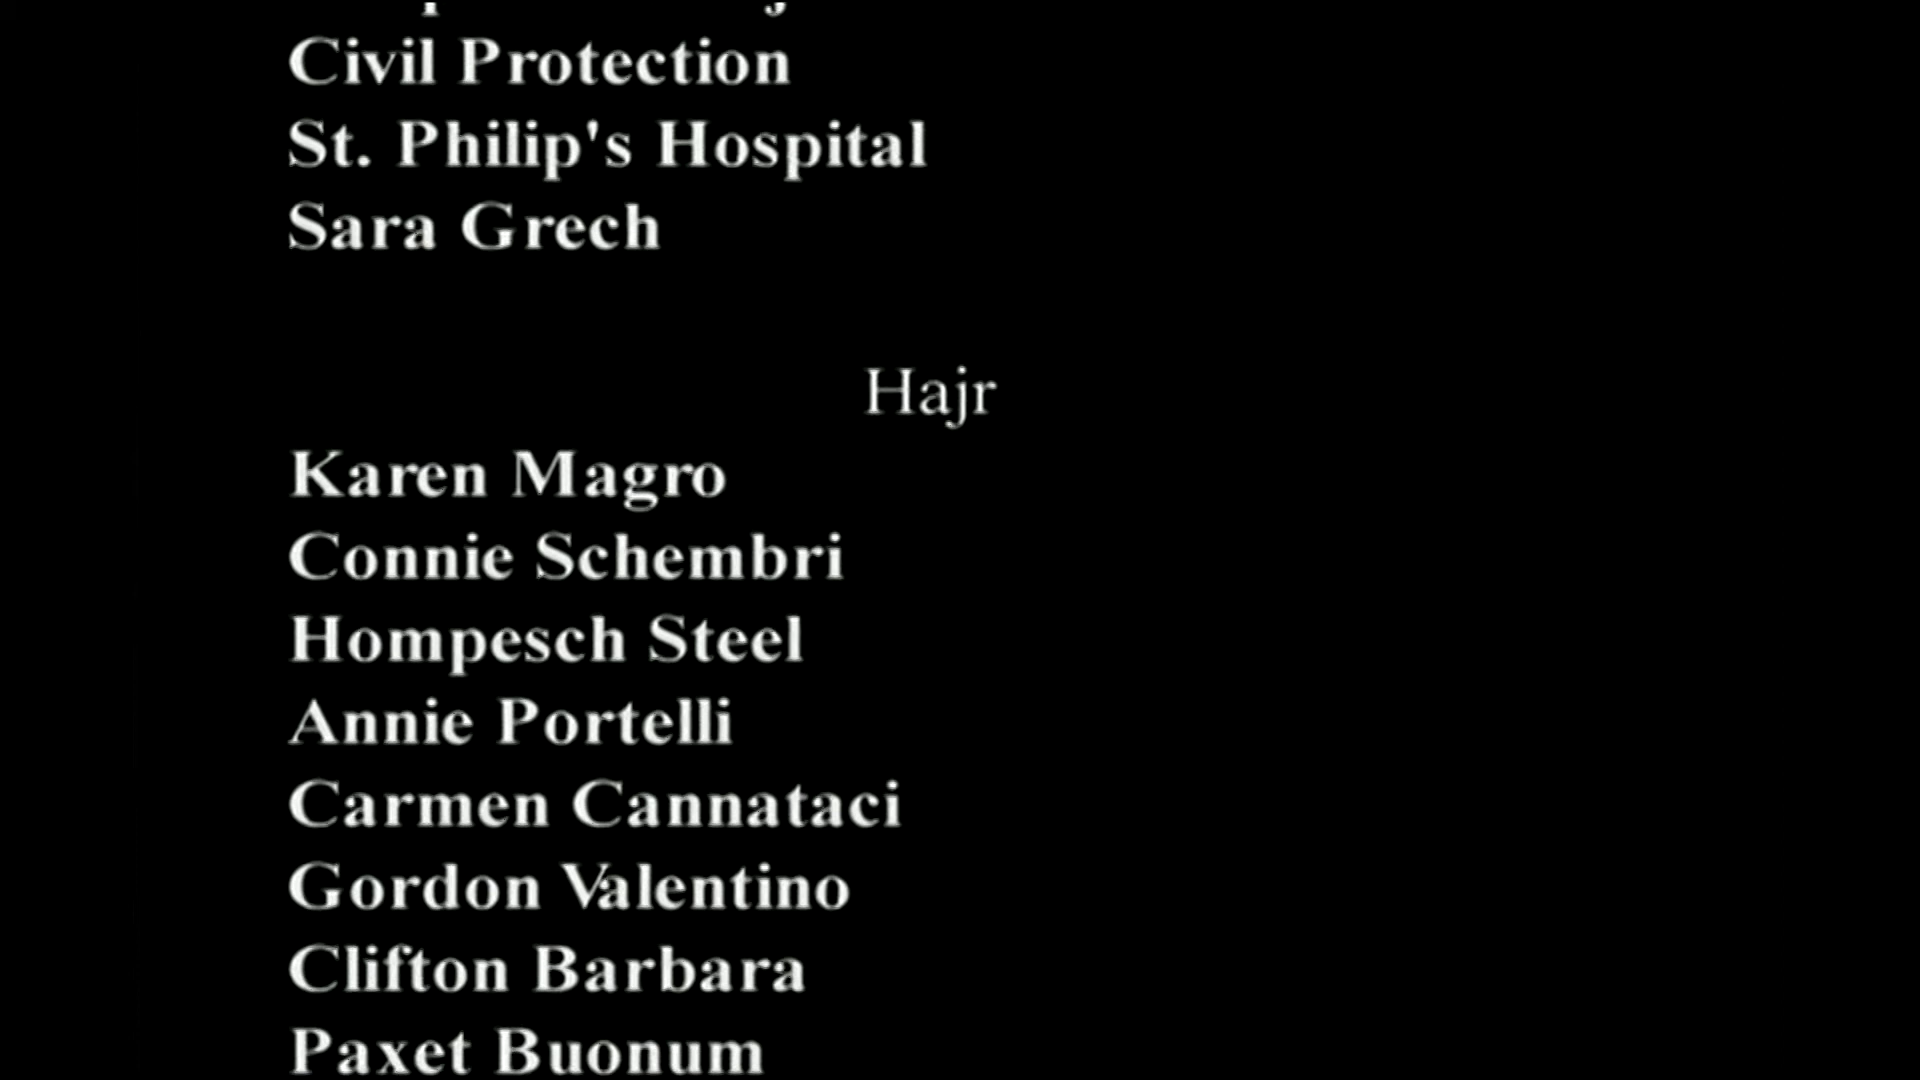 Civil Protection
St. Philip's Hospital
Sara Grech
Hajr
Karen Magro
Connie Schembri
Hompesch Steel
Annie Portelli
Carmen Cannataci
Gordon Valentino
Clifton Barbara
Paxet Buonum